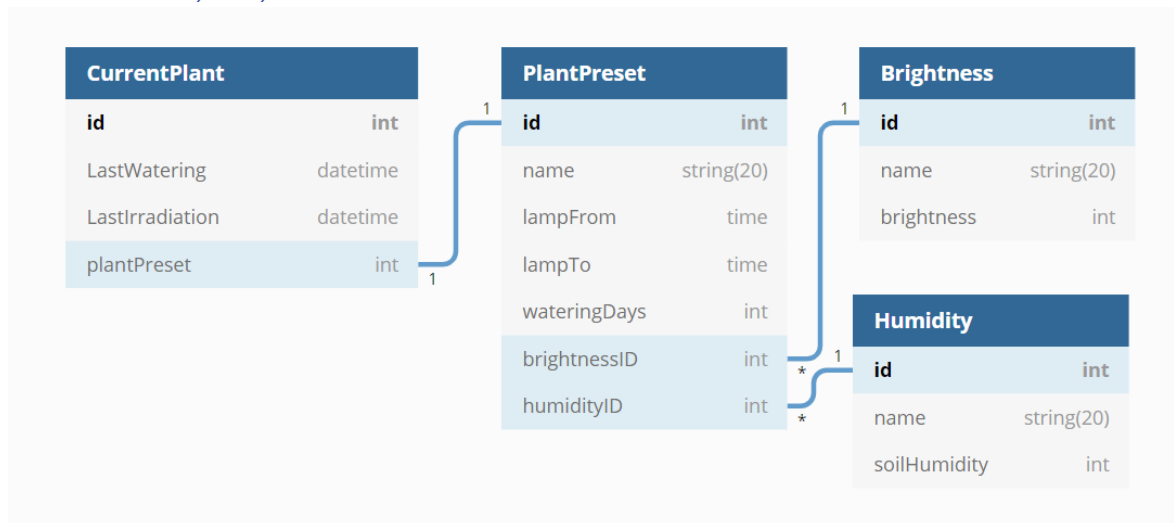 CurrentPlant
id int
LastWatering datetime
LastIrradiation datetime
plantPreset int
1
1
PlantPreset
id int
name string(20)
lampFrom time
lampTo time
wateringDays int
brightnessID int
humidityID int
*
*
1
1
Brightness
id int
name string(20)
brightness int
Humidity
id int
name string(20)
soilHumidity int